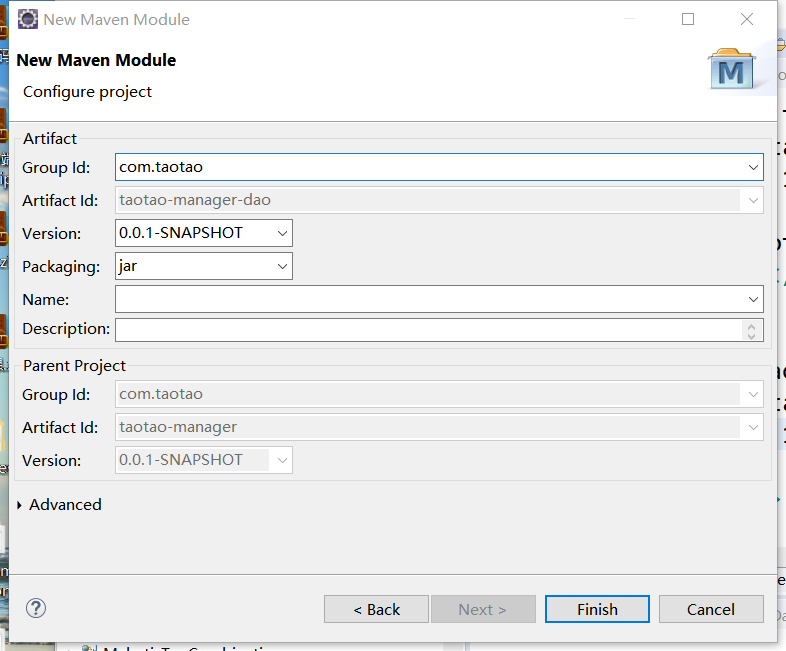 New Maven Module
New Maven Module
Configure project
Artifact
Group Id: com.taotao
Artifact Id: taotao-manager-dao
Version: 0.0.1-SNAPSHOT
Packaging: jar
Name:
Description:
Parent Project
Group Id: com.taotao
Artifact Id: taotao-manager
Version: 0.0.1-SNAPSHOT
Advanced
< Back Next > Finish Cancel